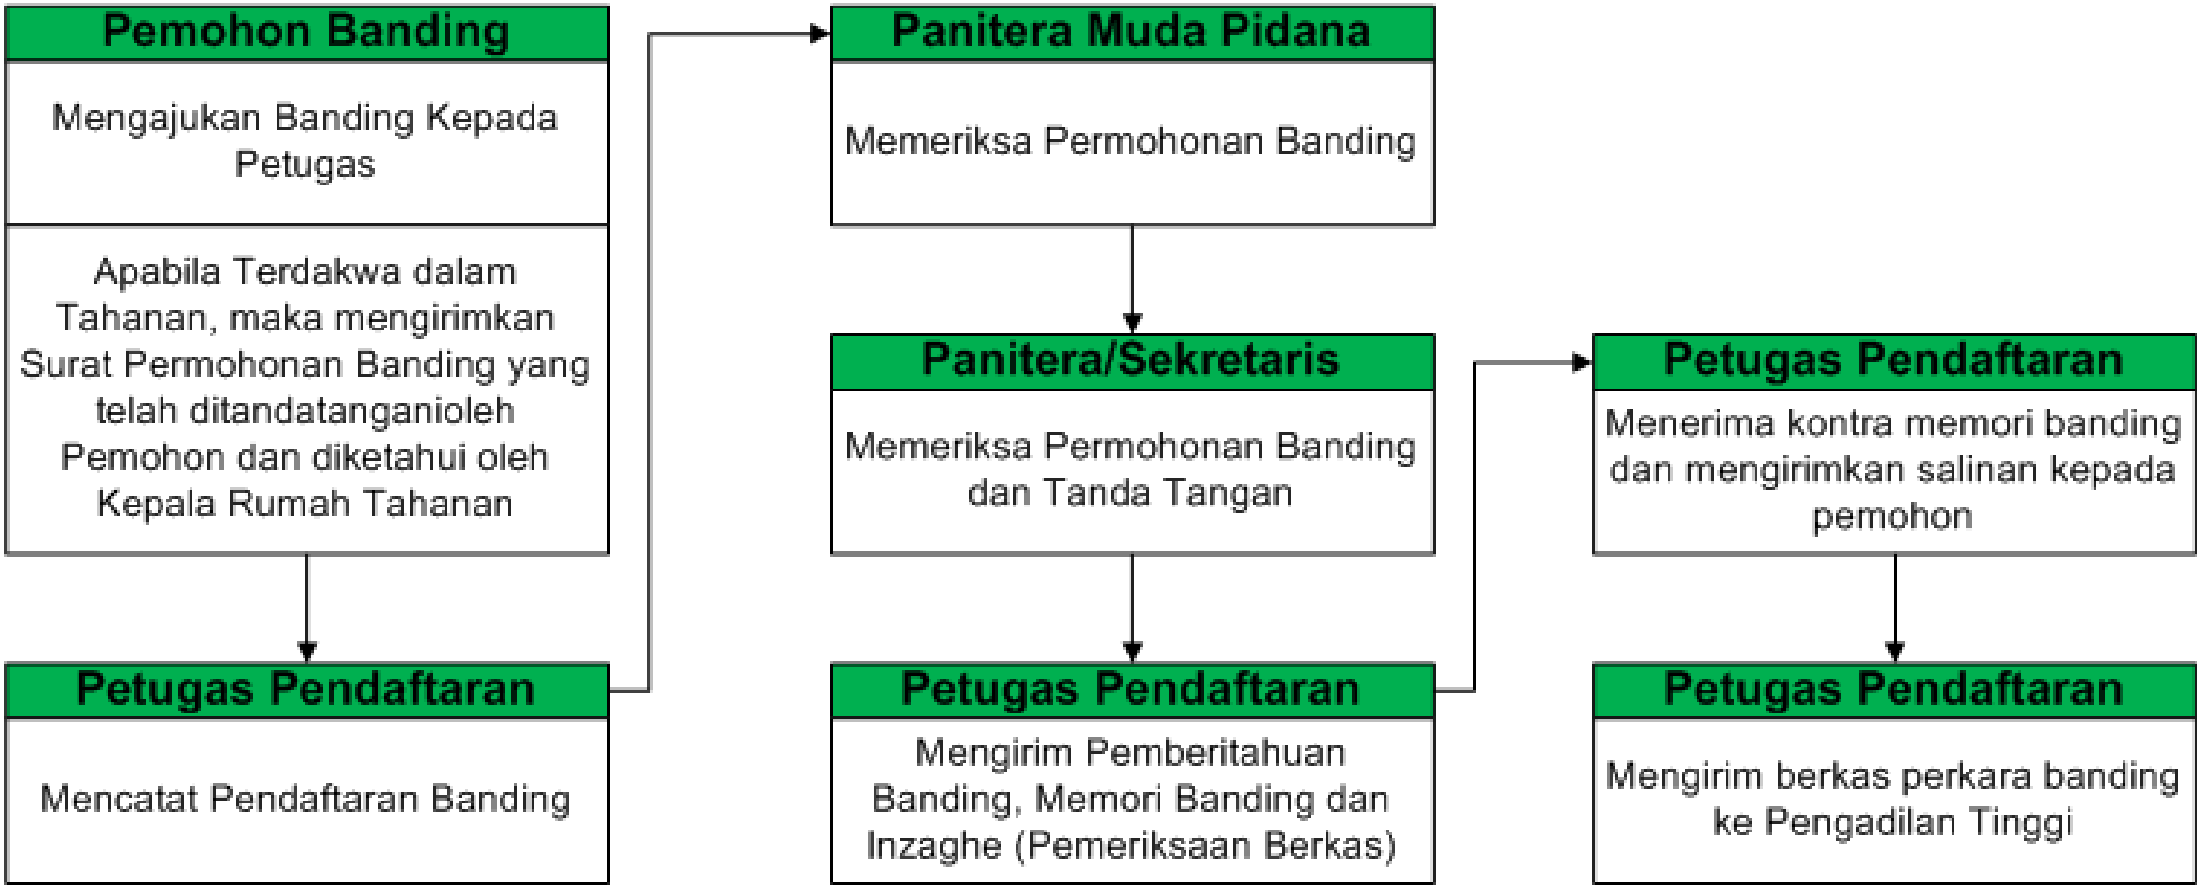 Pemohon Banding
Mengajukan Banding Kepada
Petugas
Apabila Terdakwa dalam
Tahanan, maka mengirimkan
Surat Permohonan Banding yang
telah ditandatanganioleh
Pemohon dan diketahui oleh
Kepala Rumah Tahanan
Petugas Pendaftaran
Mencatat Pendaftaran Banding
Panitera Muda Pidana
Memeriksa Permohonan Banding
Panitera/Sekretaris
Memeriksa Permohonan Banding
dan Tanda Tangan
Petugas Pendaftaran
Mengirim Pemberitahuan
Banding, Memori Banding dan
Inzaghe (Pemeriksaan Berkas)
Petugas Pendaftaran
Menerima kontra memori banding
dan mengirimkan salinan kepada
pemohon
Petugas Pendaftaran
Mengirim berkas perkara banding
ke Pengadilan Tinggi